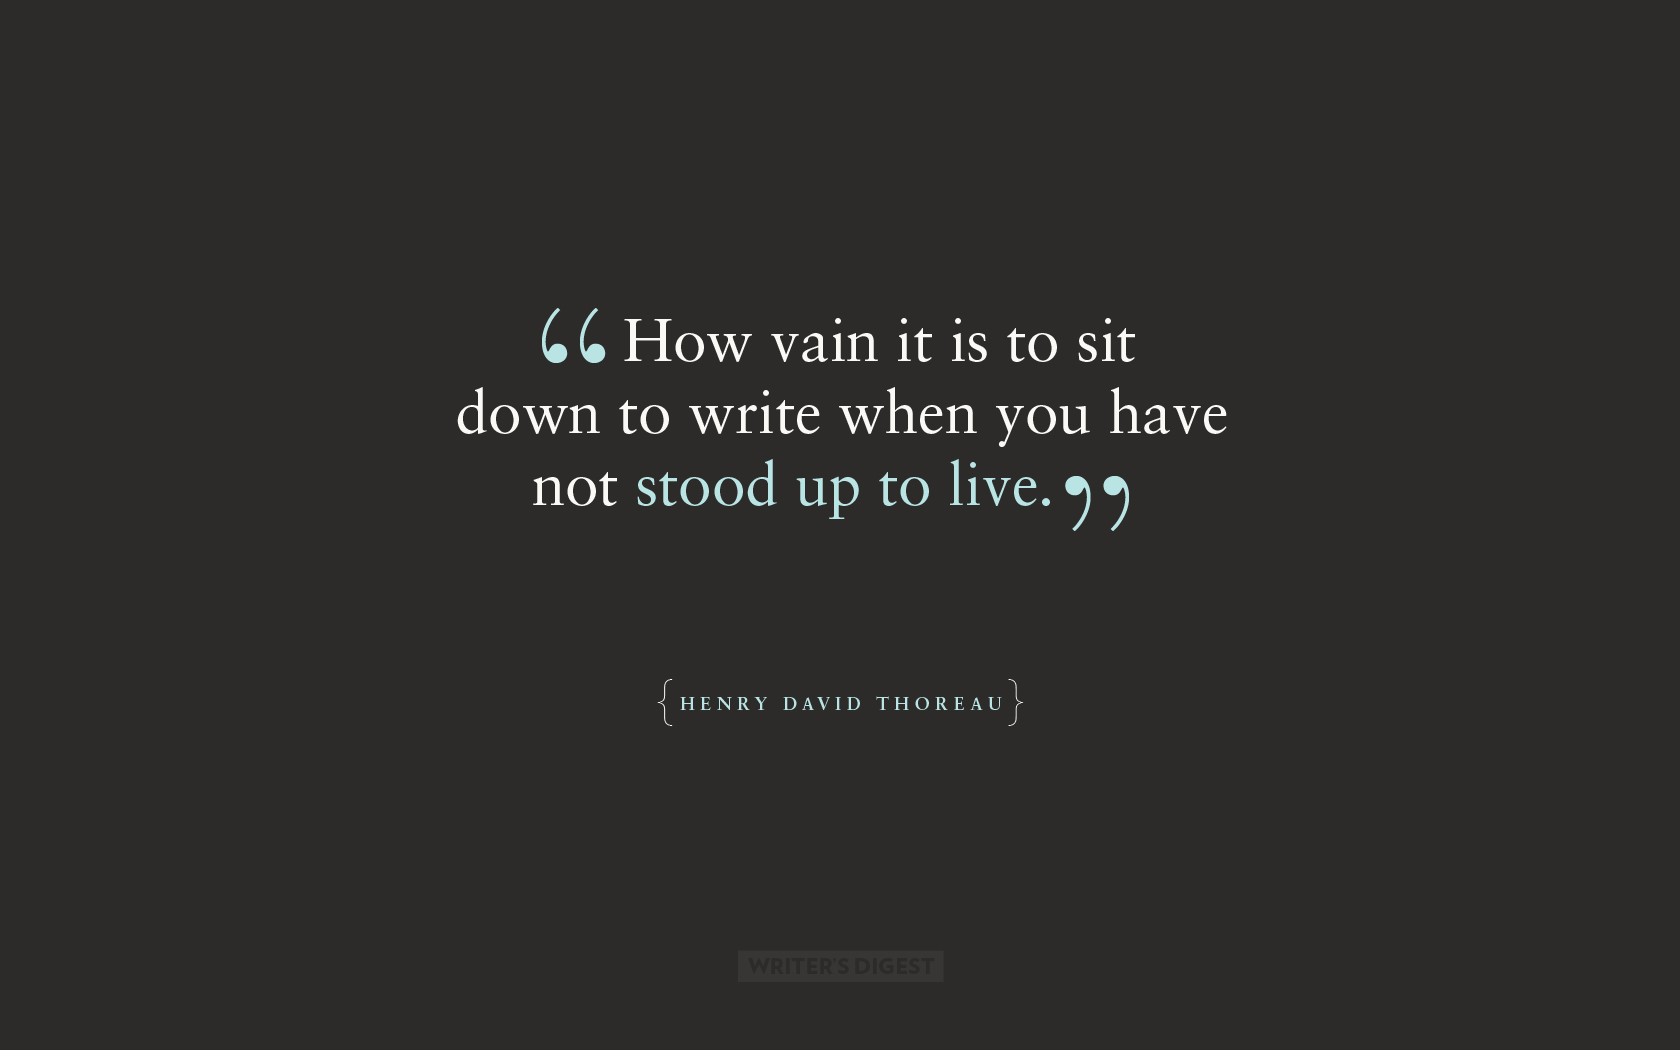 “How vain it is to sit
down to write when you have
not stood up to live.”
{HENRY DAVID THOREAU}
WRITER'S DIGEST